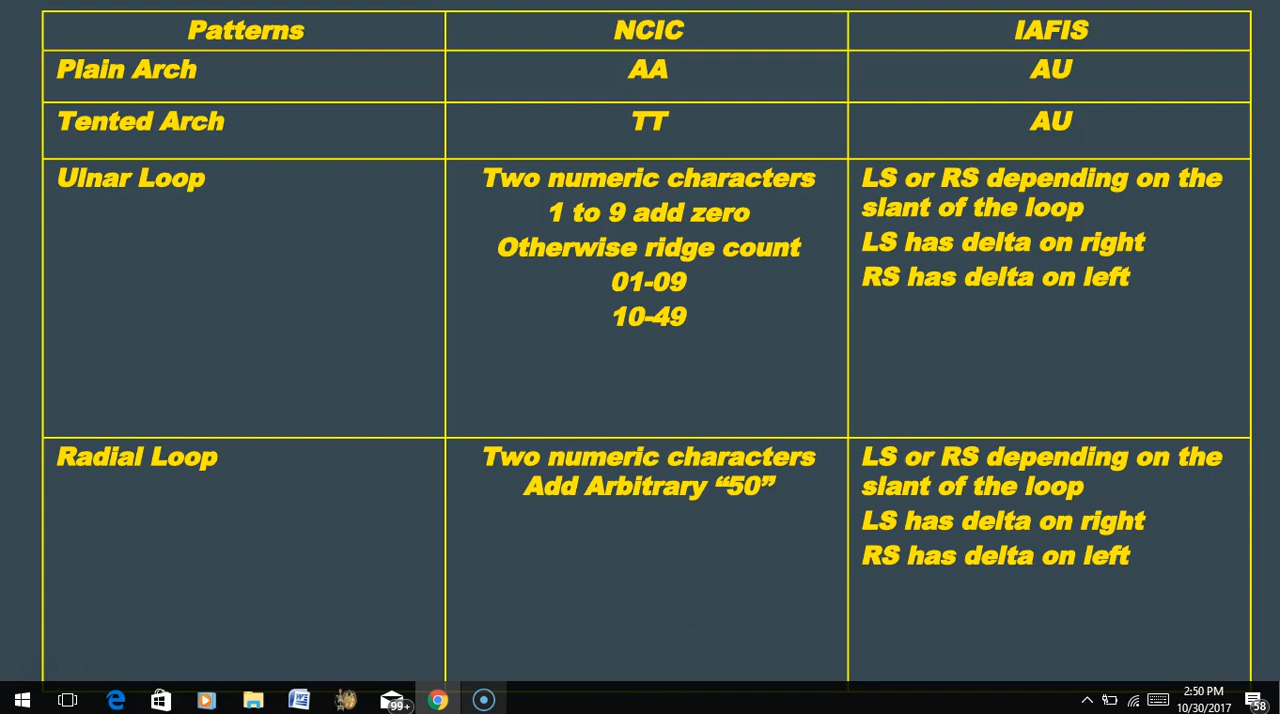 Patterns NCIC IAFIS
Plain Arch AA AU
Tented Arch TT AU
Ulnar Loop
Two numeric characters
1 to 9 add zero
Otherwise ridge count
01-09
10-49
LS or RS depending on the
slant of the loop
LS has delta on right
RS has delta on left
Radial Loop
Two numeric characters
Add Arbitrary “50”
LS or RS depending on the
slant of the loop
LS has delta on right
RS has delta on left
99+
2:50 PM
10/30/2017
58